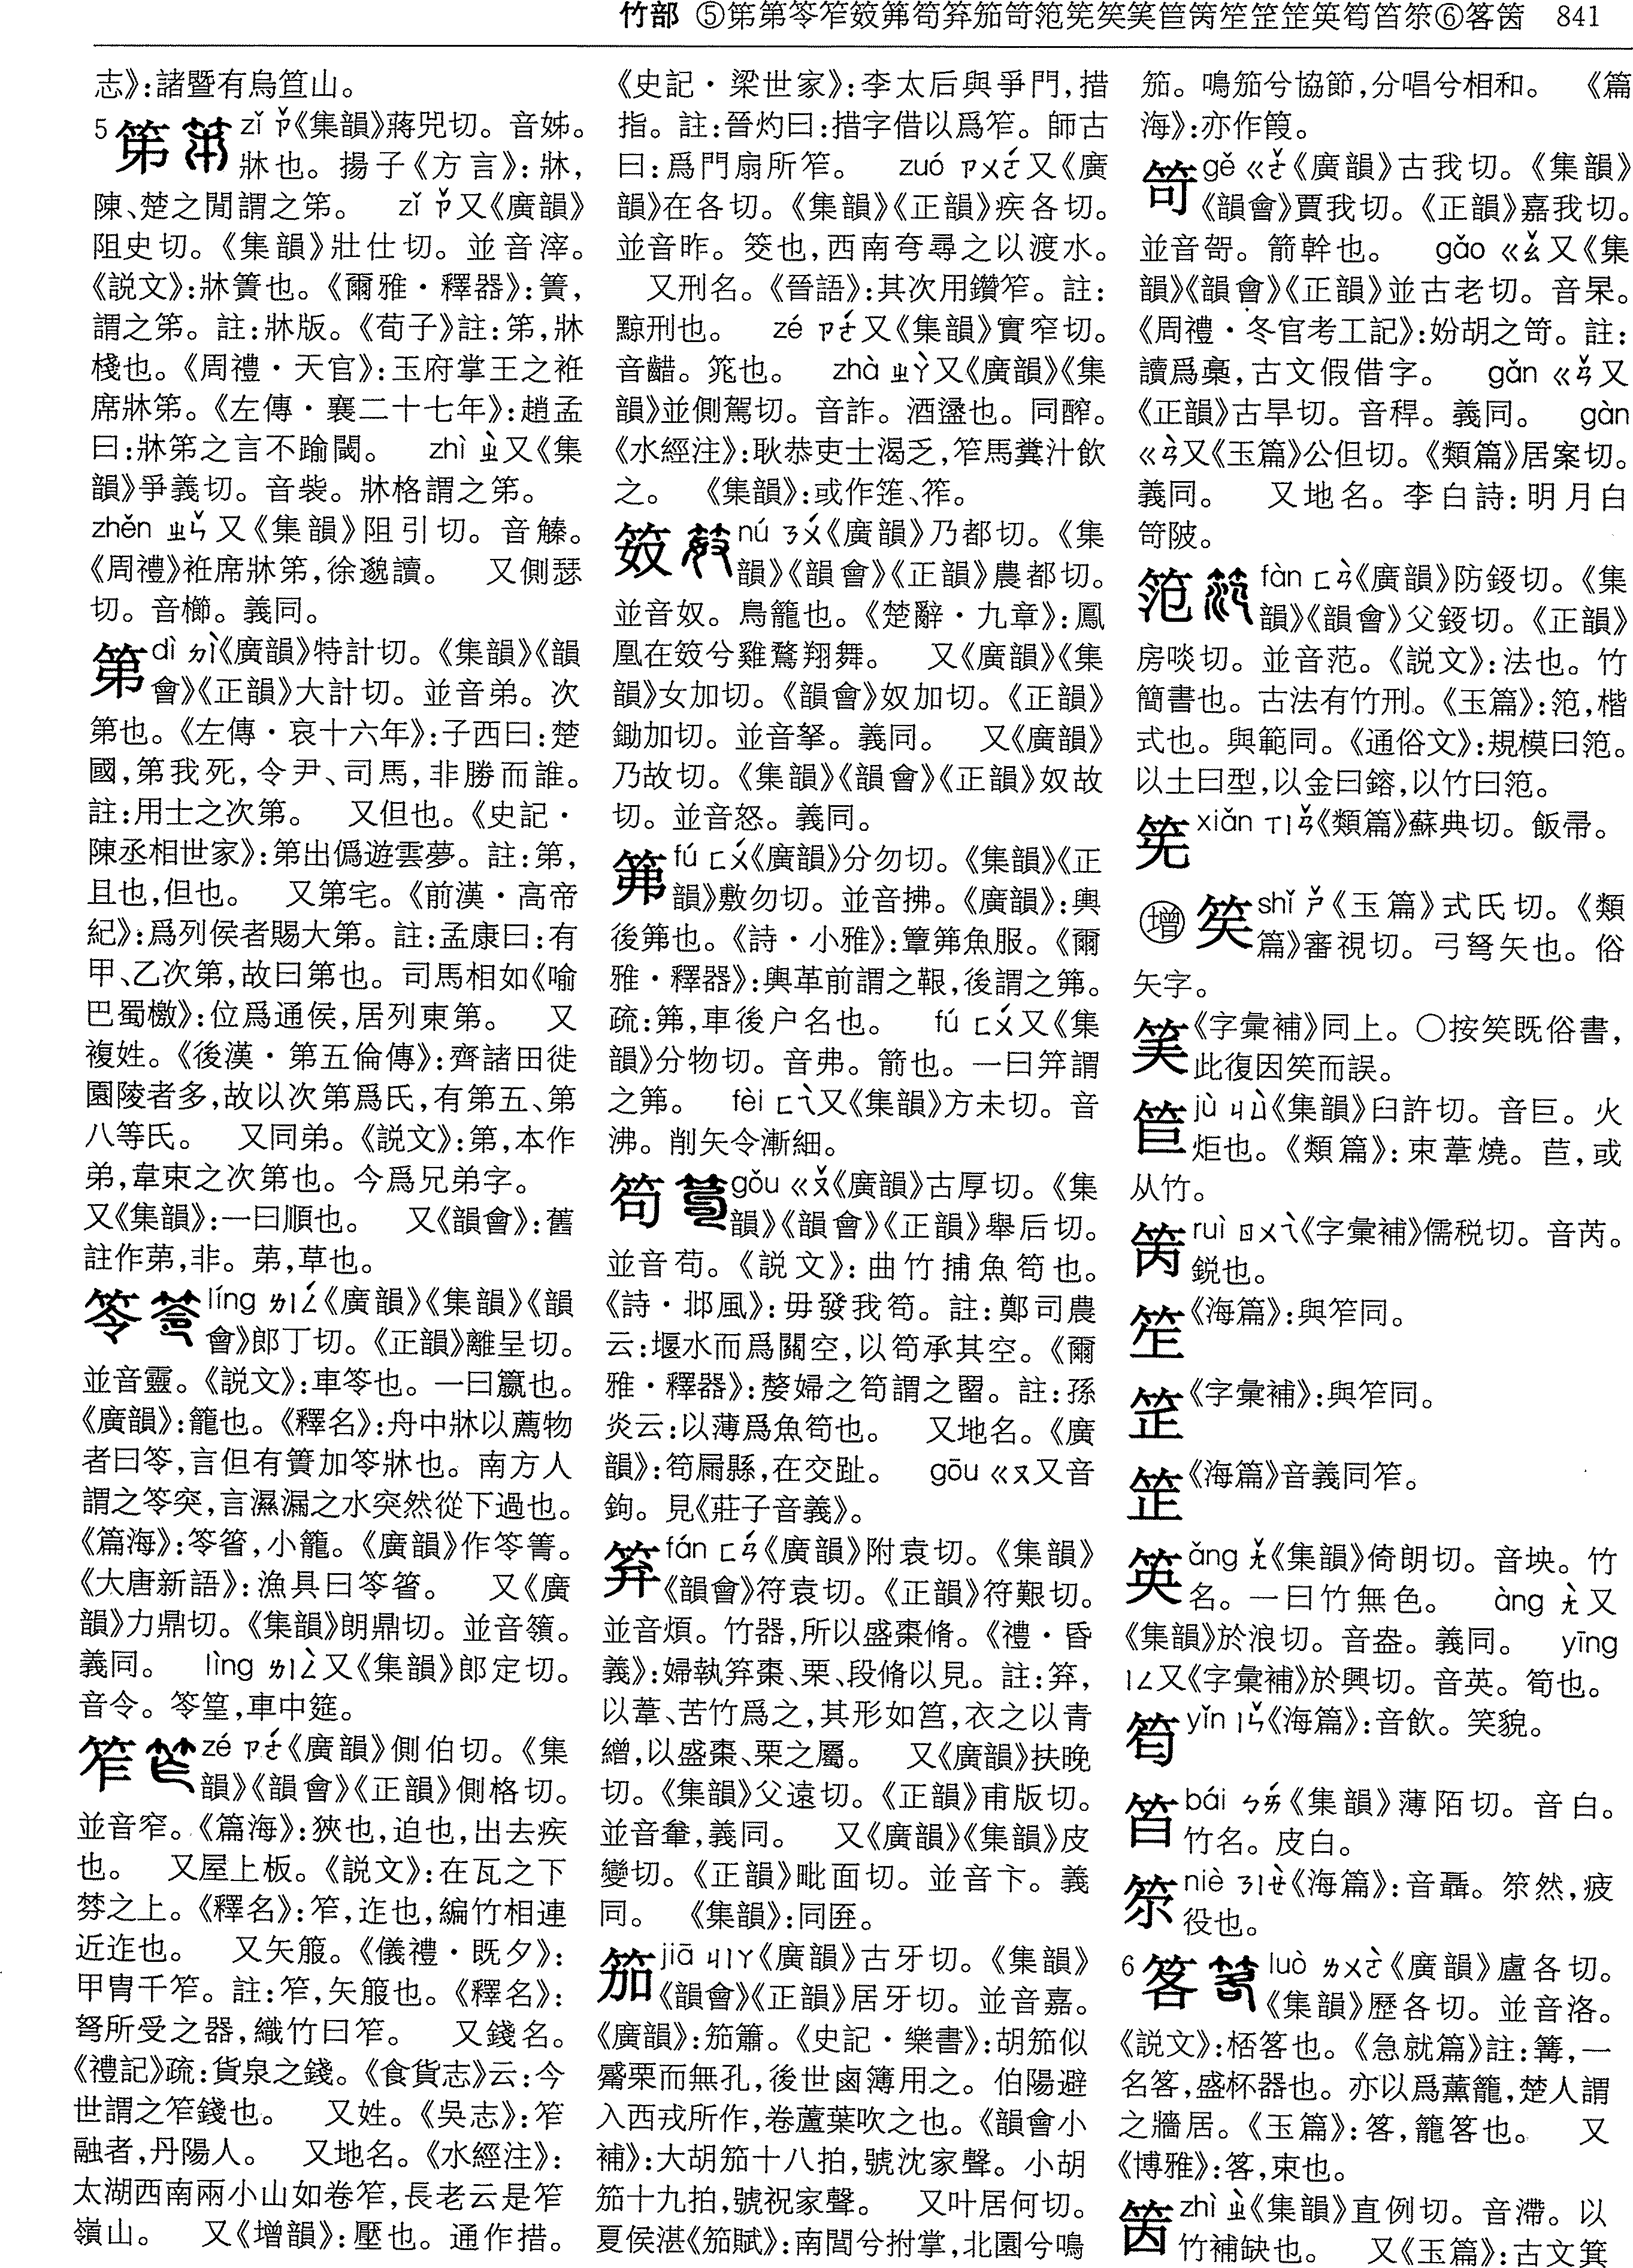 竹部 ⑤笫第笭笮笯笰笱笲笳笴笵筅笶笑筥笍笙笁笁英笉笛笨⑥笿筃 841
志》:諸暨有烏笪山。
5 笫 zǐ ㄗˇ《集韻》蔣兕切。音姊。
牀也。揚子《方言》:牀,
陳、楚之閒謂之笫。 zǐ ㄗˇ又《廣韻》
阻史切。《集韻》壯仕切。並音滓。
《説文》:牀簀也。《爾雅・釋器》:簀,
謂之笫。註:牀版。《荀子》註:笫,牀
棧也。《周禮・天官》:玉府掌王之衽
席牀笫。《左傳・襄二十七年》:趙孟
曰:牀笫之言不踰閾。 zhì ㄓˋ又《集
韻》爭義切。音裝。牀格謂之笫。
zhěn ㄓㄣˇ又《集韻》阻引切。音䲐。
《周禮》衽席牀笫,徐邈讀。 又側瑟
切。音櫛。義同。
第 dì ㄉㄧˋ《廣韻》特計切。《集韻》《韻
會》《正韻》大計切。並音弟。次
第也。《左傳・哀十六年》:子西曰:楚
國,第我死,令尹、司馬,非勝而誰。
註:用士之次第。 又但也。《史記・
陳丞相世家》:第出僞遊雲夢。註:第,
且也,但也。 又第宅。《前漢・高帝
紀》:爲列侯者賜大第。註:孟康曰:有
甲、乙次第,故曰第也。司馬相如《喻
巴蜀檄》:位爲通侯,居列東第。 又
複姓。《後漢・第五倫傳》:齊諸田徙
園陵者多,故以次第爲氏,有第五、第
八等氏。 又同弟。《説文》:第,本作
弟,韋束之次第也。今爲兄弟字。
又《集韻》:一曰順也。 又《韻會》:舊
註作苐,非。苐,草也。
笭 líng ㄌㄧㄥˊ《廣韻》《集韻》《韻
會》郎丁切。《正韻》離呈切。
並音靈。《説文》:車笭也。一曰籯也。
《廣韻》:籠也。《釋名》:舟中牀以薦物
者曰笭,言但有簀加笭牀也。南方人
謂之笭突,言濕漏之水突然從下過也。
《篇海》:笭箵,小籠。《廣韻》作笭箐。
《大唐新語》:漁具曰笭箵。 又《廣
韻》力鼎切。《集韻》朗鼎切。並音領。
義同。 lìng ㄌㄧㄥˋ又《集韻》郎定切。
音令。笭篂,車中筵。
笮 zé ㄗㄜˊ《廣韻》側伯切。《集
韻》《韻會》《正韻》側格切。
並音窄。《篇海》:狹也,迫也,出去疾
也。 又屋上板。《説文》:在瓦之下
棼之上。《釋名》:笮,迮也,編竹相連
近迮也。 又矢箙。《儀禮・既夕》:
甲胄干笮。註:笮,矢箙也。《釋名》:
弩所受之器,織竹曰笮。 又錢名。
《禮記》疏:貨泉之錢。《食貨志》云:今
世謂之笮錢也。 又姓。《吳志》:笮
融者,丹陽人。 又地名。《水經注》:
太湖西南兩小山如卷笮,長老云是笮
嶺山。 又《增韻》:壓也。通作措。
《史記・梁世家》:李太后與爭門,措
指。註:晉灼曰:措字借以爲笮。師古
曰:爲門扇所笮。 zuó ㄗㄨㄛˊ又《廣
韻》在各切。《集韻》《正韻》疾各切。
並音昨。筊也,西南夸尋之以渡水。
又刑名。《晉語》:其次用鑽笮。註:
黥刑也。 zé ㄗㄜˊ又《集韻》實窄切。
音齰。筄也。 zhà ㄓㄚˋ又《廣韻》《集
韻》並側駕切。音詐。酒盪也。同醡。
《水經注》:耿恭吏士渴乏,笮馬糞汁飲
之。 《集韻》:或作筰、筰。
笯 nú ㄋㄨˊ《廣韻》乃都切。《集
韻》《韻會》《正韻》農都切。
並音奴。鳥籠也。《楚辭・九章》:鳳
凰在笯兮雞鶩翔舞。 又《廣韻》《集
韻》女加切。《韻會》奴加切。《正韻》
鋤加切。並音拏。義同。 又《廣韻》
乃故切。《集韻》《韻會》《正韻》奴故
切。並音怒。義同。
笰 fú ㄈㄨˊ《廣韻》分勿切。《集韻》《正
韻》敷勿切。並音拂。《廣韻》:輿
後笰也。《詩・小雅》:簟笰魚服。《爾
雅・釋器》:輿革前謂之鞎,後謂之笰。
疏:笰,車後户名也。 fú ㄈㄨˊ又《集
韻》分物切。音弗。箭也。一曰笄謂
之笰。 fèi ㄈㄟˋ又《集韻》方未切。音
沸。削矢令漸細。
笱 gǒu ㄍㄡˇ《廣韻》古厚切。《集
韻》《韻會》《正韻》舉后切。
並音苟。《説文》:曲竹捕魚笱也。
《詩・邶風》:毋發我笱。註:鄭司農
云:堰水而爲關空,以笱承其空。《爾
雅・釋器》:嫠婦之笱謂之罶。註:孫
炎云:以薄爲魚笱也。 又地名。《廣
韻》:笱屚縣,在交趾。 gōu ㄍㄡ又音
鉤。見《莊子音義》。
笲 fán ㄈㄢˊ《廣韻》附袁切。《集韻》
《韻會》符袁切。《正韻》符艱切。
並音煩。竹器,所以盛棗脩。《禮・昏
義》:婦執笲棗、栗、段脩以見。註:笲,
以葦、苦竹爲之,其形如筥,衣之以青
繒,以盛棗、栗之屬。 又《廣韻》扶晚
切。《集韻》父遠切。《正韻》甫版切。
並音軬,義同。 又《廣韻》《集韻》皮
變切。《正韻》毗面切。並音卞。義
同。 《集韻》:同匥。
笳 jiā ㄐㄧㄚ《廣韻》古牙切。《集韻》
《韻會》《正韻》居牙切。並音嘉。
《廣韻》:笳簫。《史記・樂書》:胡笳似
觱栗而無孔,後世鹵簿用之。伯陽避
入西戎所作,卷蘆葉吹之也。《韻會小
補》:大胡笳十八拍,號沈家聲。小胡
笳十九拍,號祝家聲。 又叶居何切。
夏侯湛《笳賦》:南閭兮拊掌,北園兮鳴
笳。鳴笳兮協節,分唱兮相和。 《篇
海》:亦作葭。
笴 gě ㄍㄜˇ《廣韻》古我切。《集韻》
《韻會》賈我切。《正韻》嘉我切。
並音哿。箭幹也。 gǎo ㄍㄠˇ又《集
韻》《韻會》《正韻》並古老切。音杲。
《周禮・冬官考工記》:妢胡之笴。註:
讀爲稾,古文假借字。 gǎn ㄍㄢˇ又
《正韻》古旱切。音稈。義同。 gàn
ㄍㄢˋ又《玉篇》公但切。《類篇》居案切。
義同。 又地名。李白詩:明月白
笴陂。
笵 fàn ㄈㄢˋ《廣韻》防錽切。《集
韻》《韻會》父錽切。《正韻》
房啖切。並音范。《説文》:法也。竹
簡書也。古法有竹刑。《玉篇》:笵,楷
式也。與範同。《通俗文》:規模曰笵。
以土曰型,以金曰鎔,以竹曰笵。
筅 xiǎn ㄒㄧㄢˇ《類篇》蘇典切。飯帚。
增 笶 shǐ ㄕˇ《玉篇》式氏切。《類
篇》審視切。弓弩矢也。俗
矢字。
《字彙補》同上。〇按笶既俗書,
此復因笶而誤。
jù ㄐㄩˋ《集韻》臼許切。音巨。火
炬也。《類篇》:束葦燒。苣,或
从竹。
笍 ruì ㄖㄨㄟˋ《字彙補》儒税切。音芮。
鋭也。
《海篇》:與笮同。
《字彙補》:與笮同。
《海篇》音義同笮。
ǎng ㄤˇ《集韻》倚朗切。音坱。竹
名。一曰竹無色。 àng ㄤˋ又
《集韻》於浪切。音盎。義同。 yīng
ㄧㄥ又《字彙補》於興切。音英。筍也。
yǐn ㄧㄣˇ《海篇》:音飲。笑貌。
bái ㄅㄞˊ《集韻》薄陌切。音白。
竹名。皮白。
niè ㄋㄧㄝˋ《海篇》:音聶。然,疲
役也。
6 笿 luò ㄌㄨㄛˋ《廣韻》盧各切。
《集韻》歷各切。並音洛。
《説文》:桮笿也。《急就篇》註:篝,一
名笿,盛杯器也。亦以爲薰籠,楚人謂
之牆居。《玉篇》:笿,籠笿也。 又
《博雅》:笿,束也。
zhì ㄓˋ《集韻》直例切。音滯。以
竹補缺也。 又《玉篇》:古文箕